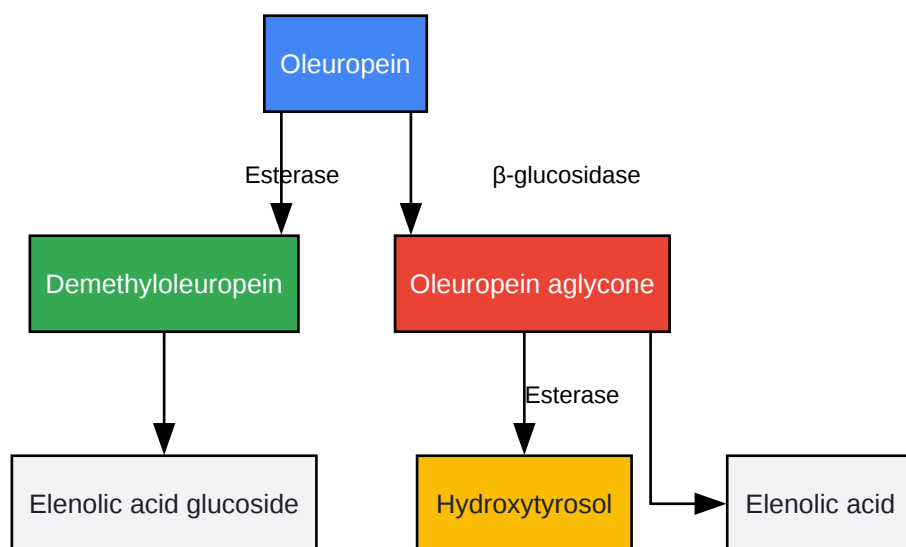 Oleuropein
Esterase
β-glucosidase
Demethyloleuropein
Oleuropein aglycone
Esterase
Elenolic acid glucoside
Hydroxytyrosol
Elenolic acid